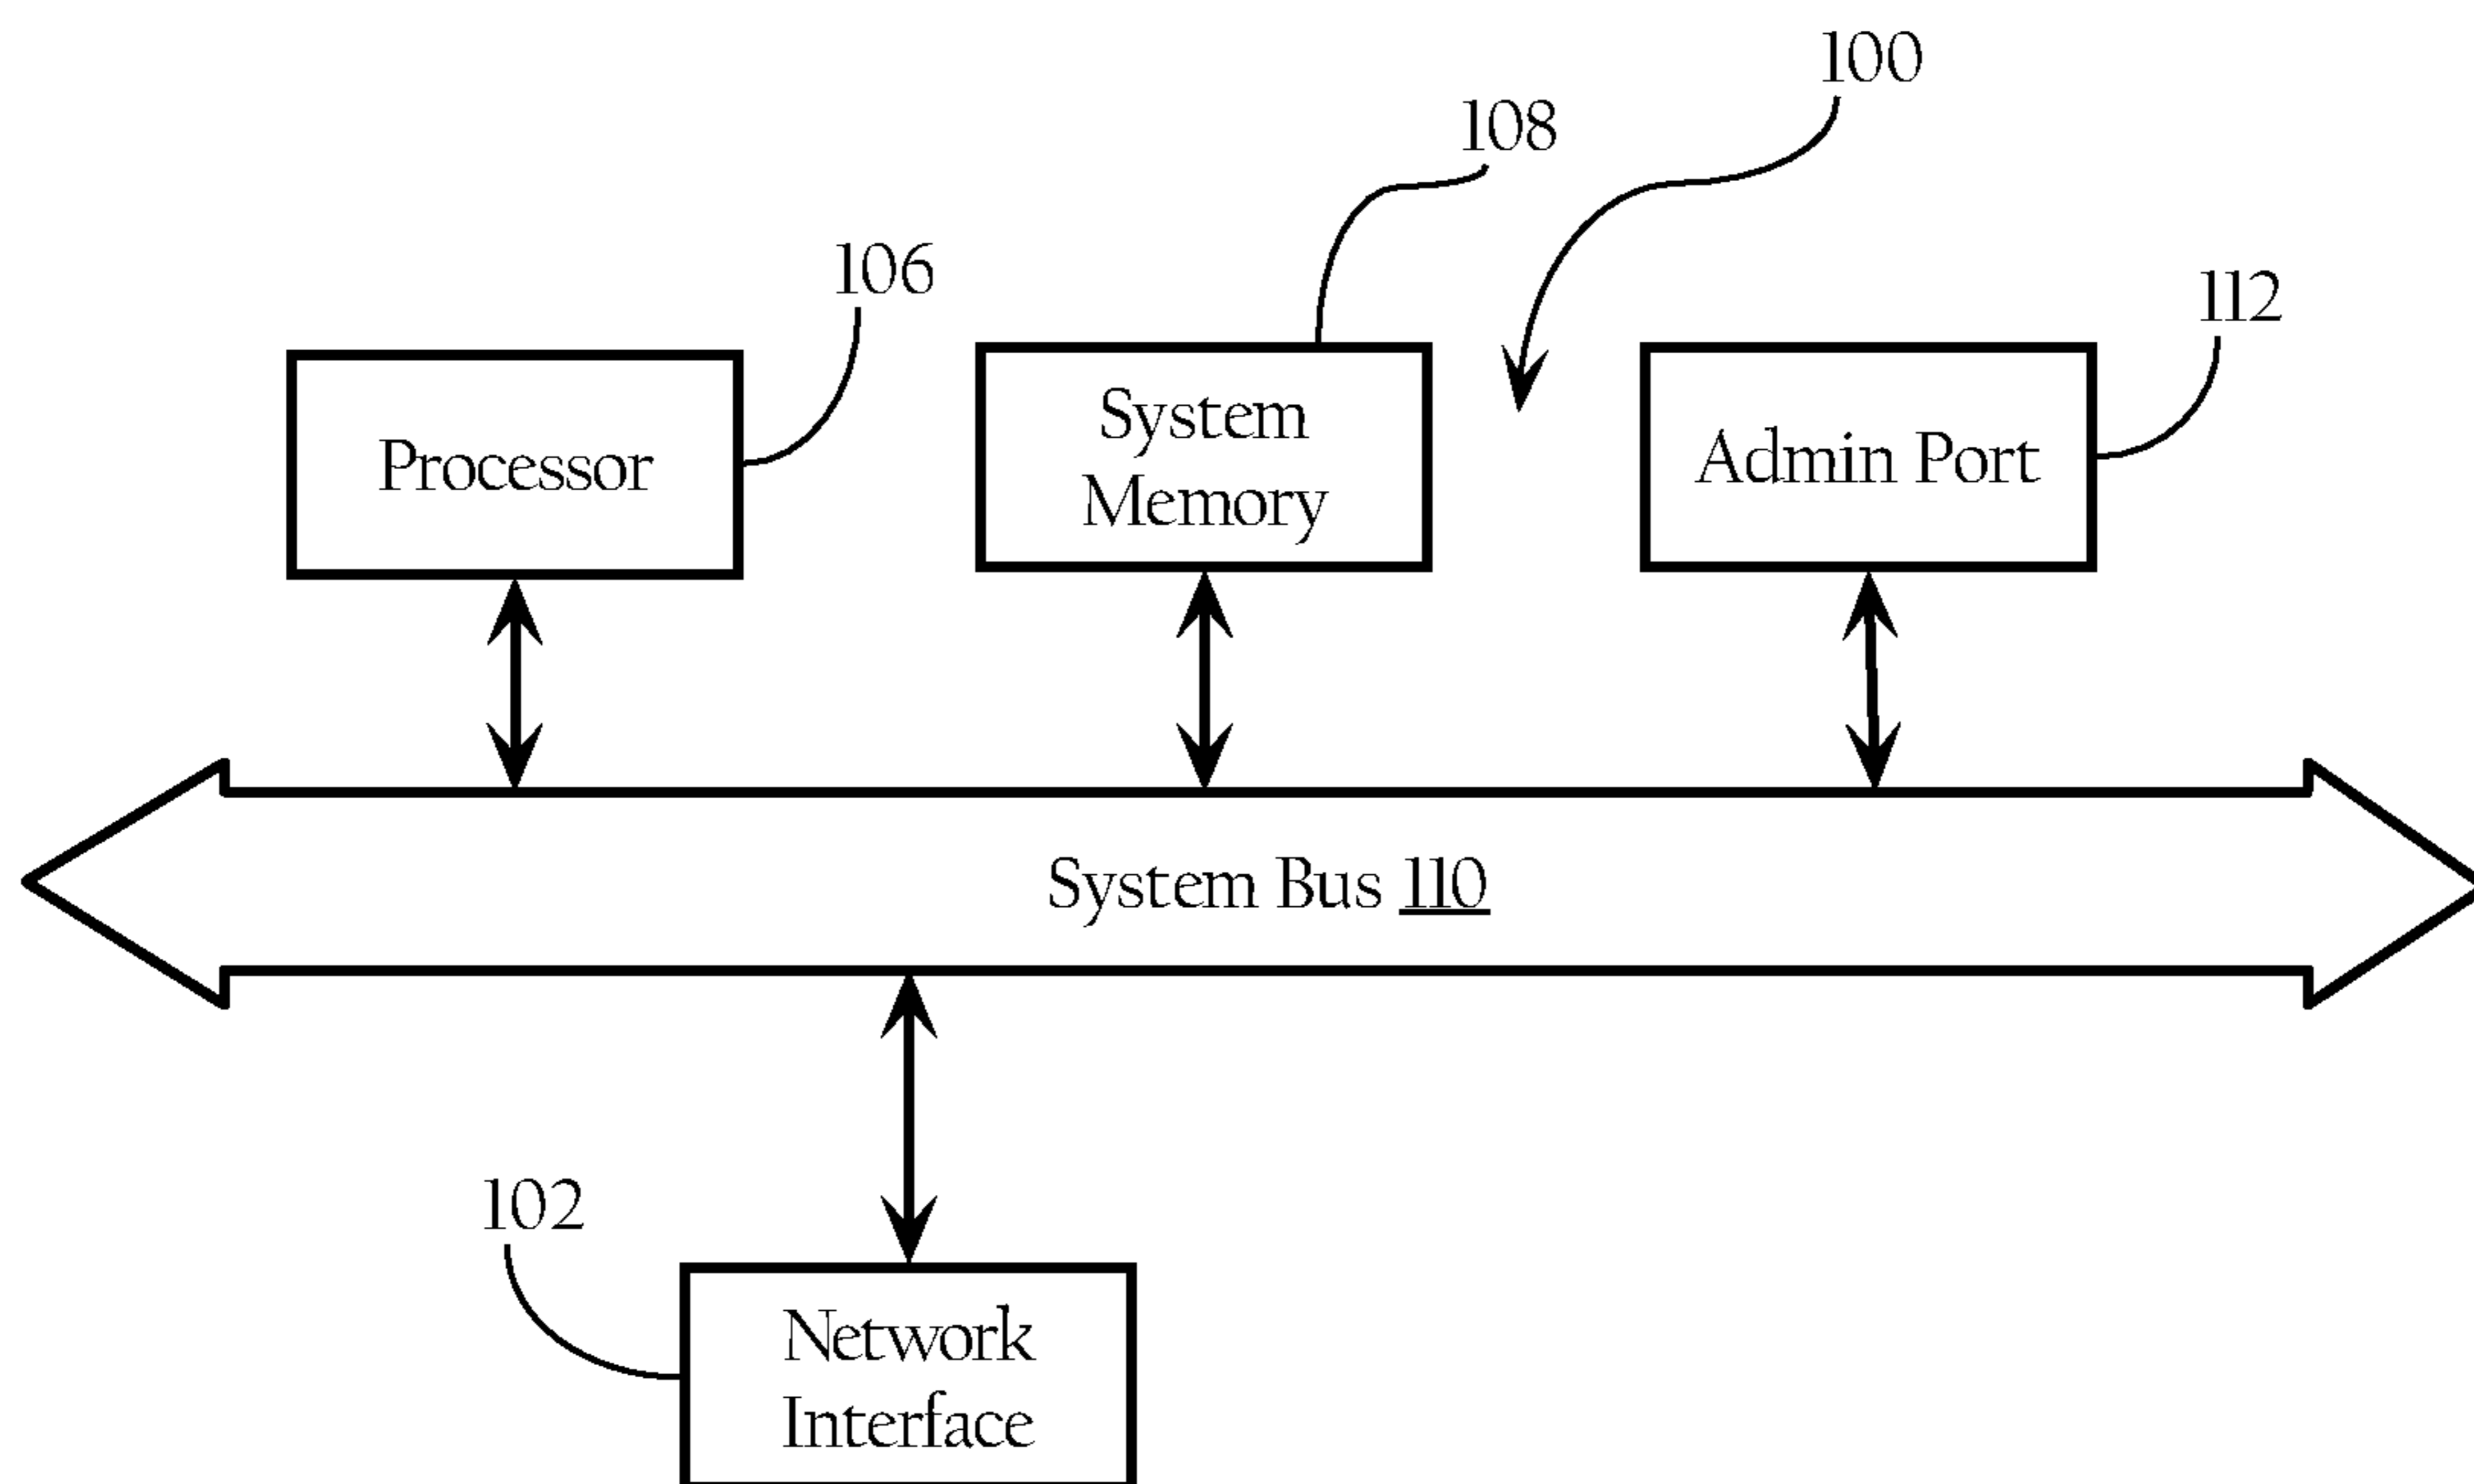 100
108
106
112
Processor
System
Memory
Admin Port
System Bus 110
102
Network
Interface